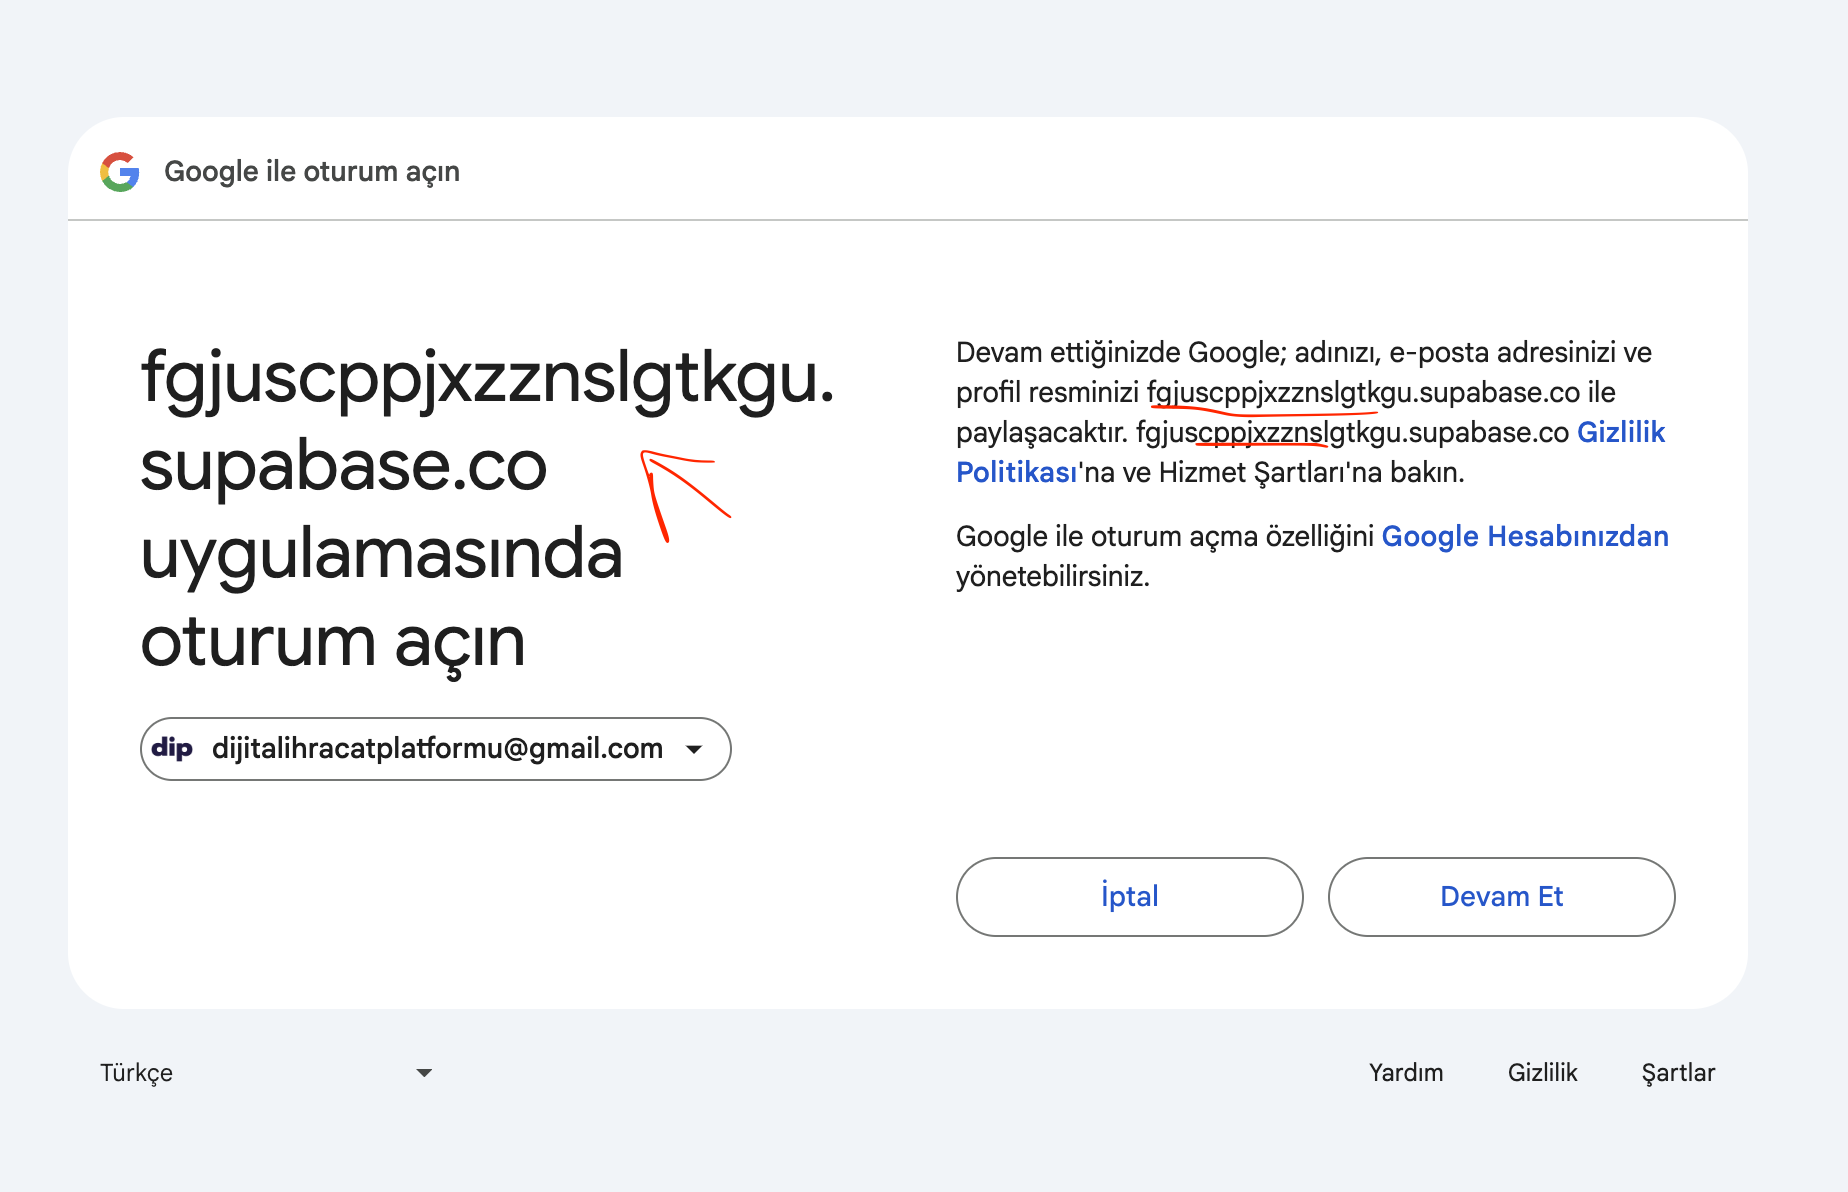 Google ile oturum açın
fgjuscppjxzznslgtkgu.
supabase.co
uygulamasında
oturum açın
dip dijitalihracatplatformu@gmail.com
Devam ettiğinizde Google; adınızı, e-posta adresinizi ve
profil resminizi fgjuscppjxzznslgtkgu.supabase.co ile
paylaşacaktır. fgjuscppjxzznslgtkgu.supabase.co Gizlilik
Politikası'na ve Hizmet Şartları'na bakın.
Google ile oturum açma özelliğini Google Hesabınızdan
yönetebilirsiniz.
İptal
Devam Et
Türkçe
Yardım
Gizlilik
Şartlar